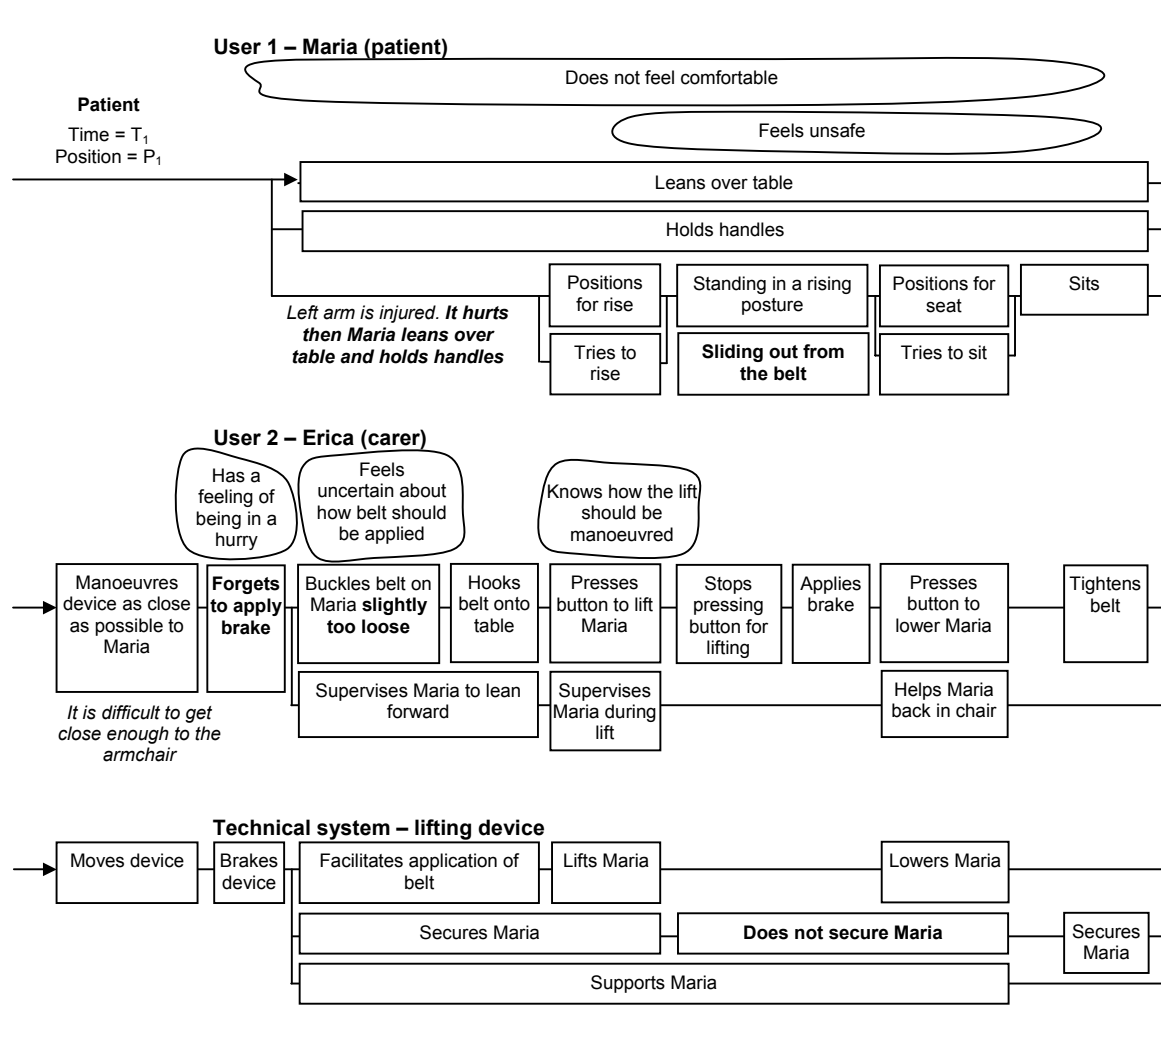 User 1 – Maria (patient)
Does not feel comfortable
Patient
Time = T₁
Position = P₁
Feels unsafe
Leans over table
Holds handles
Positions
for rise
Standing in a rising
posture
Positions for
seat
Sits
Left arm is injured. It hurts
then Maria leans over
table and holds handles
Tries to
rise
Sliding out from
the belt
Tries to sit
User 2 – Erica (carer)
Has a
feeling of
being in a
hurry
Feels
uncertain about
how belt should
be applied
Knows how the lift
should be
manoeuvred
Manoeuvres
device as close
as possible to
Maria
Forgets
to apply
brake
Buckles belt on
Maria slightly
too loose
Hooks
belt onto
table
Presses
button to lift
Maria
Stops
pressing
button for
lifting
Applies
brake
Presses
button to
lower Maria
Tightens
belt
Supervises Maria to lean
forward
Supervises
Maria during
lift
Helps Maria
back in chair
It is difficult to get
close enough to the
armchair
Technical system – lifting device
Moves device
Brakes
device
Facilitates application of
belt
Lifts Maria
Lowers Maria
Secures Maria
Does not secure Maria
Secures
Maria
Supports Maria